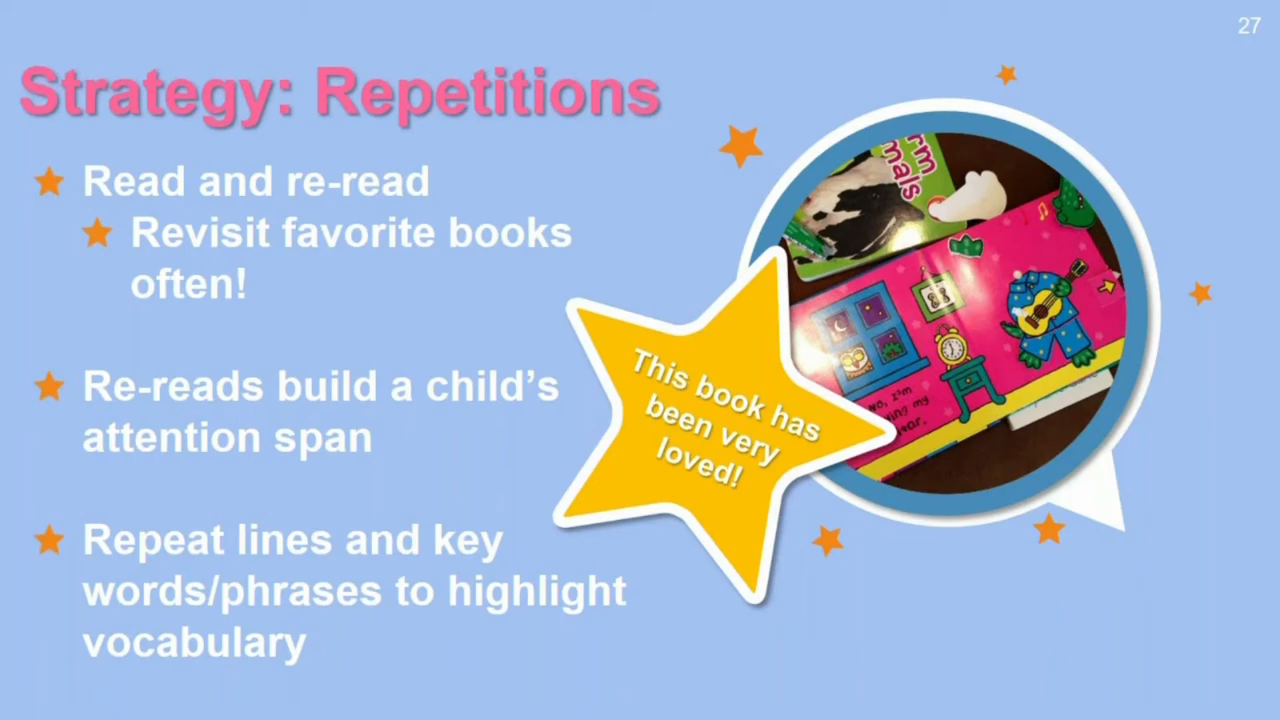 27
Strategy: Repetitions
Read and re-read
Revisit favorite books
often!
Re-reads build a child’s
attention span
Repeat lines and key
words/phrases to highlight
vocabulary
This book has
been very
loved!